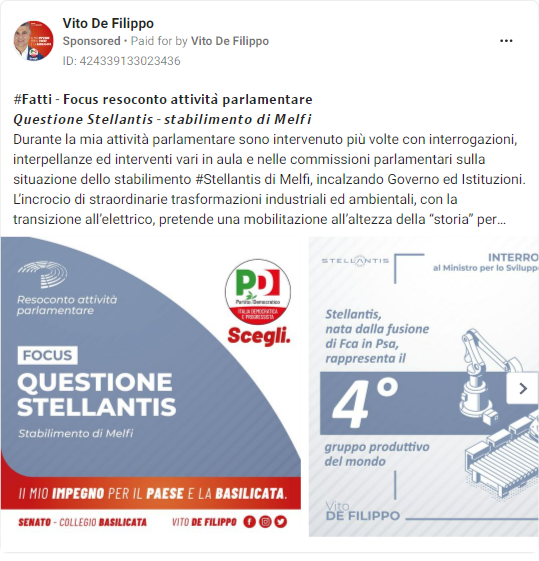 Vito De Filippo
Sponsored • Paid for by Vito De Filippo
ID: 424339133023436
#Fatti - Focus resoconto attività parlamentare
Questione Stellantis - stabilimento di Melfi
Durante la mia attività parlamentare sono intervenuto più volte con interrogazioni,
interpellanze ed interventi vari in aula e nelle commissioni parlamentari sulla
situazione dello stabilimento #Stellantis di Melfi, incalzando Governo ed Istituzioni.
L'incrocio di straordinarie trasformazioni industriali ed ambientali, con la
transizione all'elettrico, pretende una mobilitazione all'altezza della "storia" per...
Resoconto attività
parlamentare
FOCUS
QUESTIONE
STELLANTIS
Stabilimento di Melfi
PD
Partito Democratico
ITALIA DEMOCRATICA
E PROGRESSISTA
Scegli.
Il MIO IMPEGNO PER IL PAESE E LA BASILICATA.
SENATO - COLLEGIO BASILICATA
VITO DE FILIPPO
STELLANTIS
INTERRO
al Ministro per lo Svilupp
Stellantis,
nata dalla fusione
di Fca in Psa,
rappresenta il
4°
gruppo produttivo
del mondo
Vito
DE FILIPPO